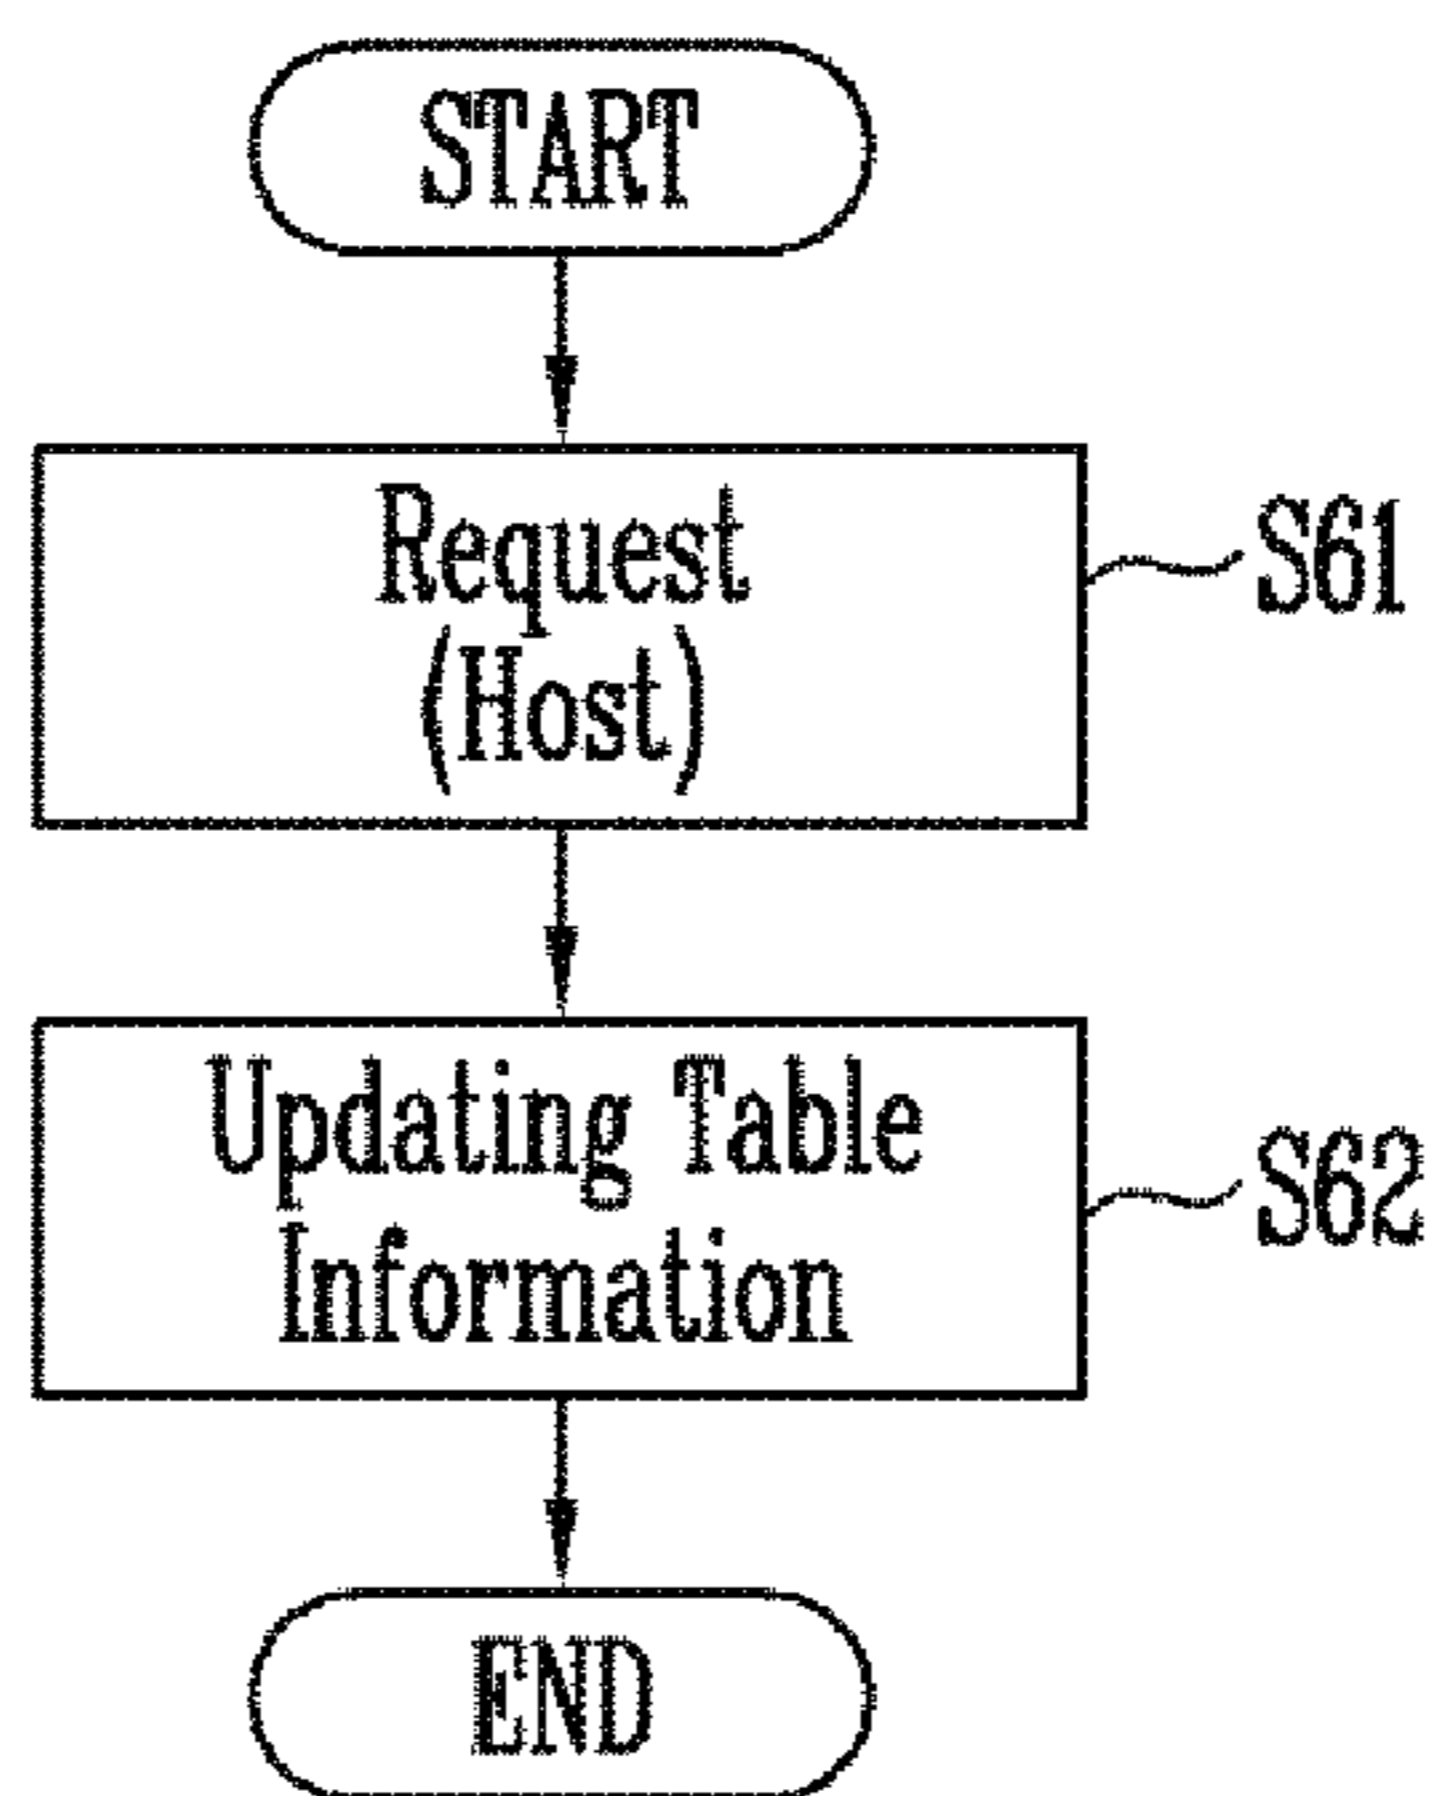 START
Request
(Host)
S61
Updating Table
Information
S62
END